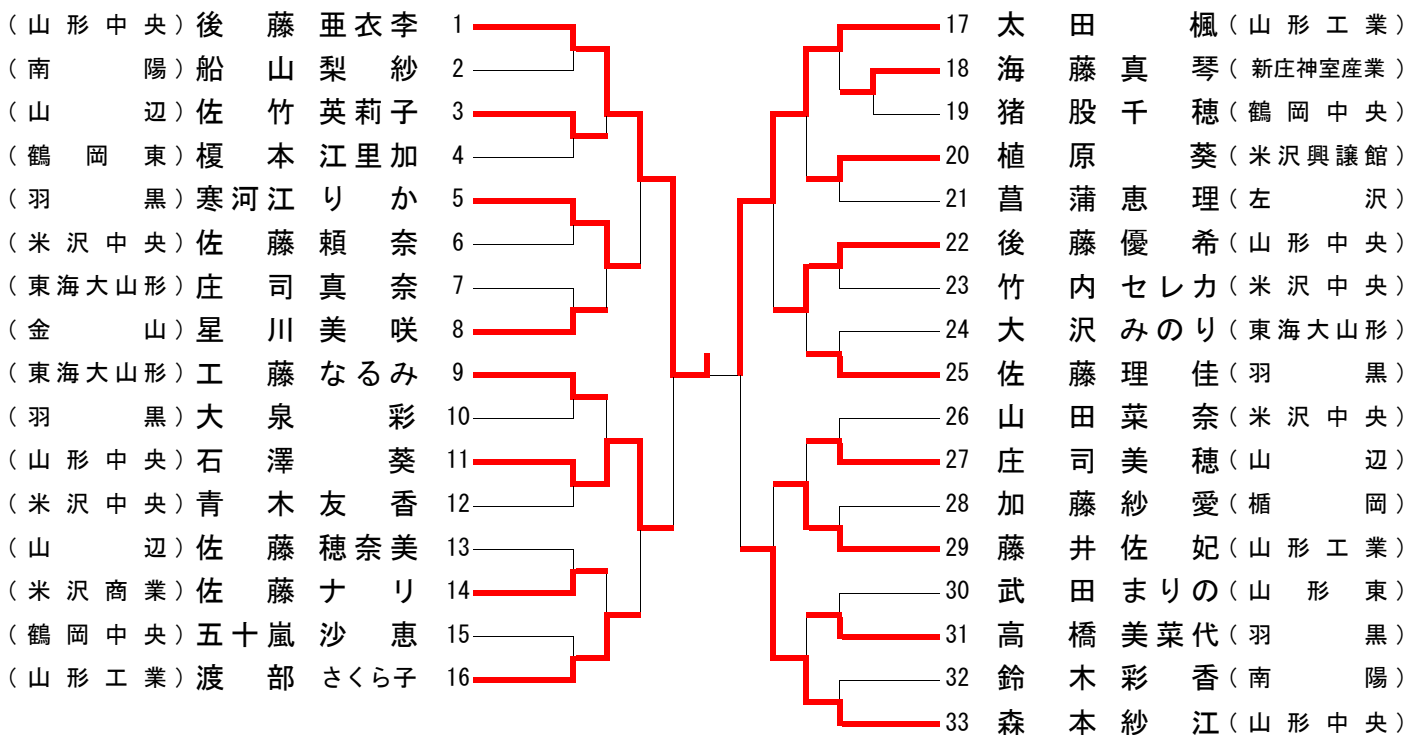 (山形中央) 後藤亜衣李 1
(南陽) 船山梨紗 2
(山辺) 佐竹英莉子 3
(鶴岡東) 榎本江里加 4
(羽黒) 寒河江りか 5
(米沢中央) 佐藤頼奈 6
(東海大山形) 庄司真奈 7
(金山) 星川美咲 8
(東海大山形) 工藤なるみ 9
(羽黒) 大泉彩 10
(山形中央) 石澤葵 11
(米沢中央) 青木友香 12
(山辺) 佐藤穂奈美 13
(米沢商業) 佐藤ナリ 14
(鶴岡中央) 五十嵐沙恵 15
(山形工業) 渡部さくら子 16
17 太田楓 (山形工業)
18 海藤真琴 (新庄神室産業)
19 猪股千穂 (鶴岡中央)
20 植原葵 (米沢興譲館)
21 菖蒲恵理 (左沢)
22 後藤優希 (山形中央)
23 竹内セレカ (米沢中央)
24 大沢みのり (東海大山形)
25 佐藤理佳 (羽黒)
26 山田菜奈 (米沢中央)
27 庄司美穂 (山辺)
28 加藤紗愛 (楯岡)
29 藤井佐妃 (山形工業)
30 武田まりの (山形東)
31 高橋美菜代 (羽黒)
32 鈴木彩香 (南陽)
33 森本紗江 (山形中央)